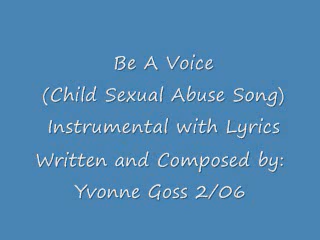 Be A Voice
(Child Sexual Abuse Song)
Instrumental with Lyrics
Written and Composed by:
Yvonne Goss 2/06